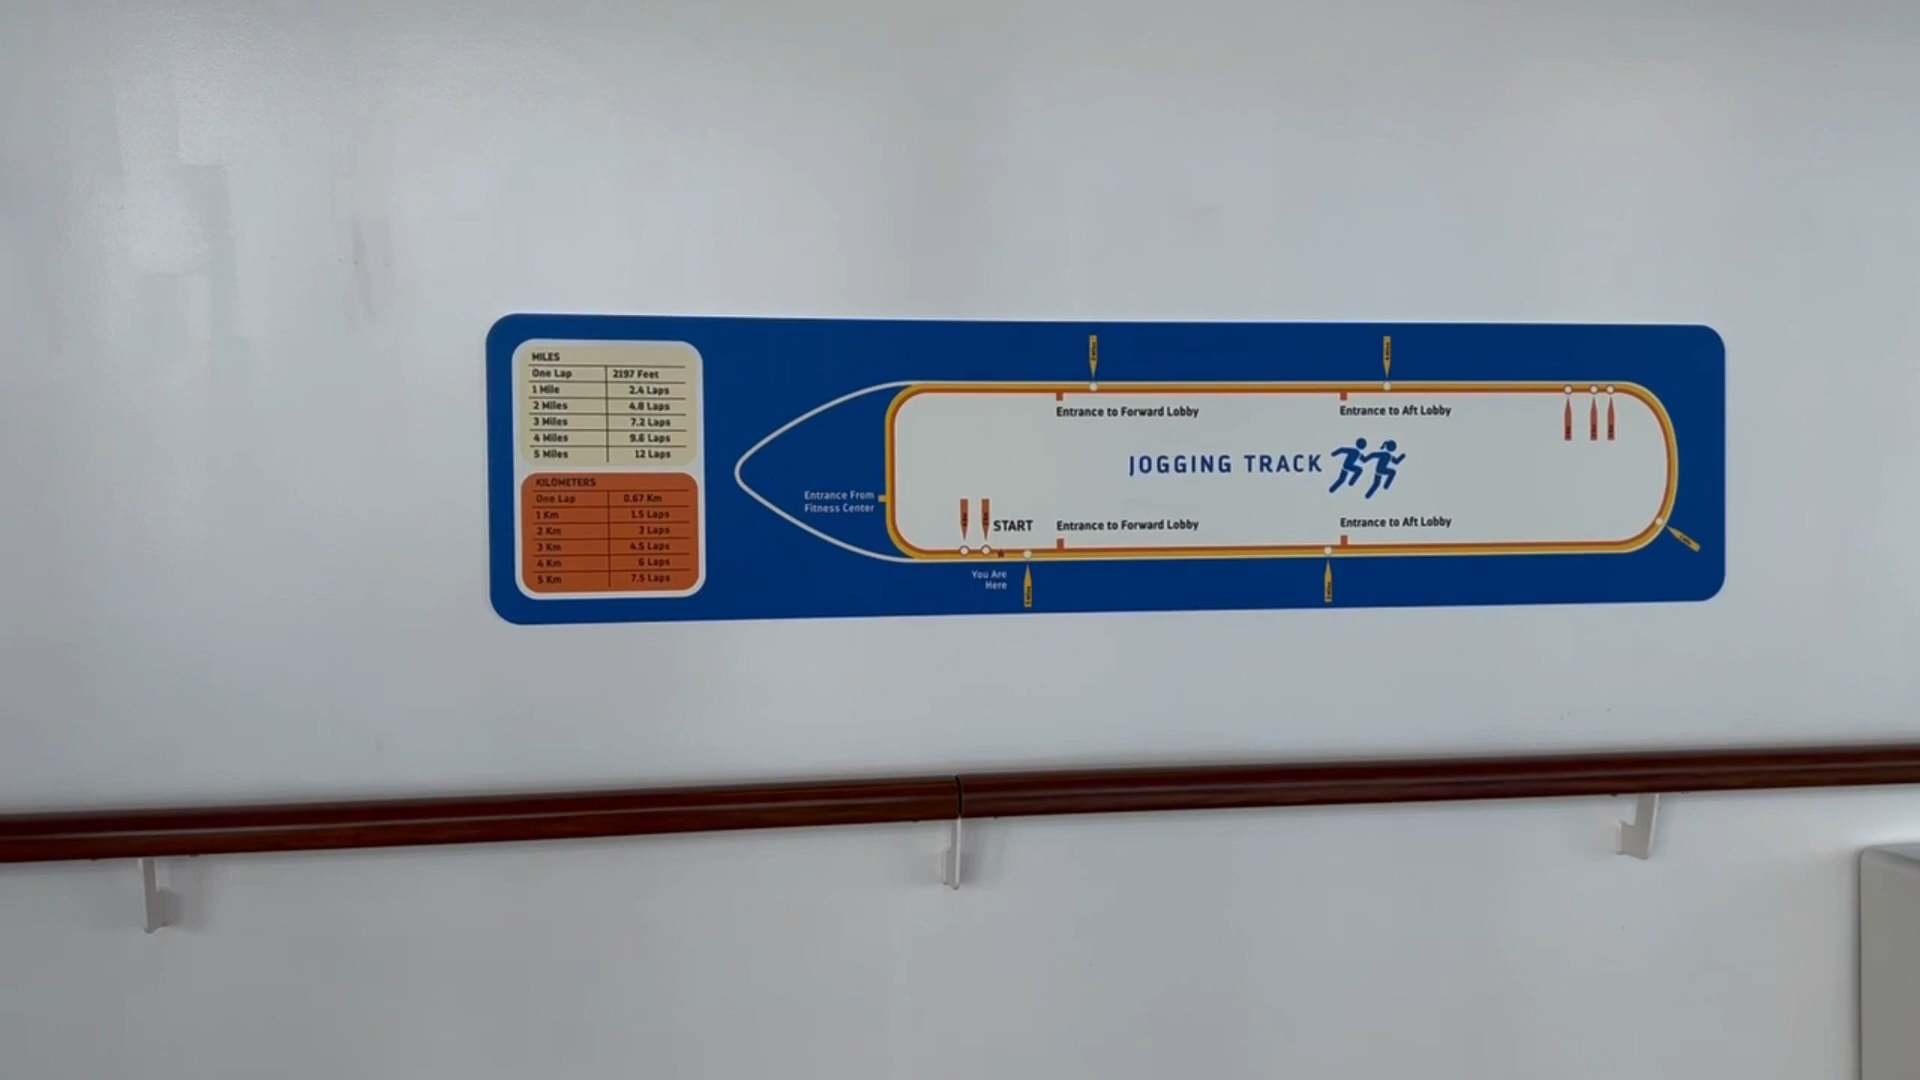 MILES
One Lap 2197 Feet
1 Mile 2.4 Laps
2 Miles 4.8 Laps
3 Miles 7.2 Laps
4 Miles 9.6 Laps
5 Miles 12 Laps
KILOMETERS
One Lap 0.67 Km
1 Km 1.5 Laps
2 Km 3 Laps
3 Km 4.5 Laps
4 Km 6 Laps
5 Km 7.5 Laps
Entrance to Forward Lobby
Entrance to Aft Lobby
JOGGING TRACK
Entrance From
Fitness Center
START
Entrance to Forward Lobby
Entrance to Aft Lobby
You Are
Here